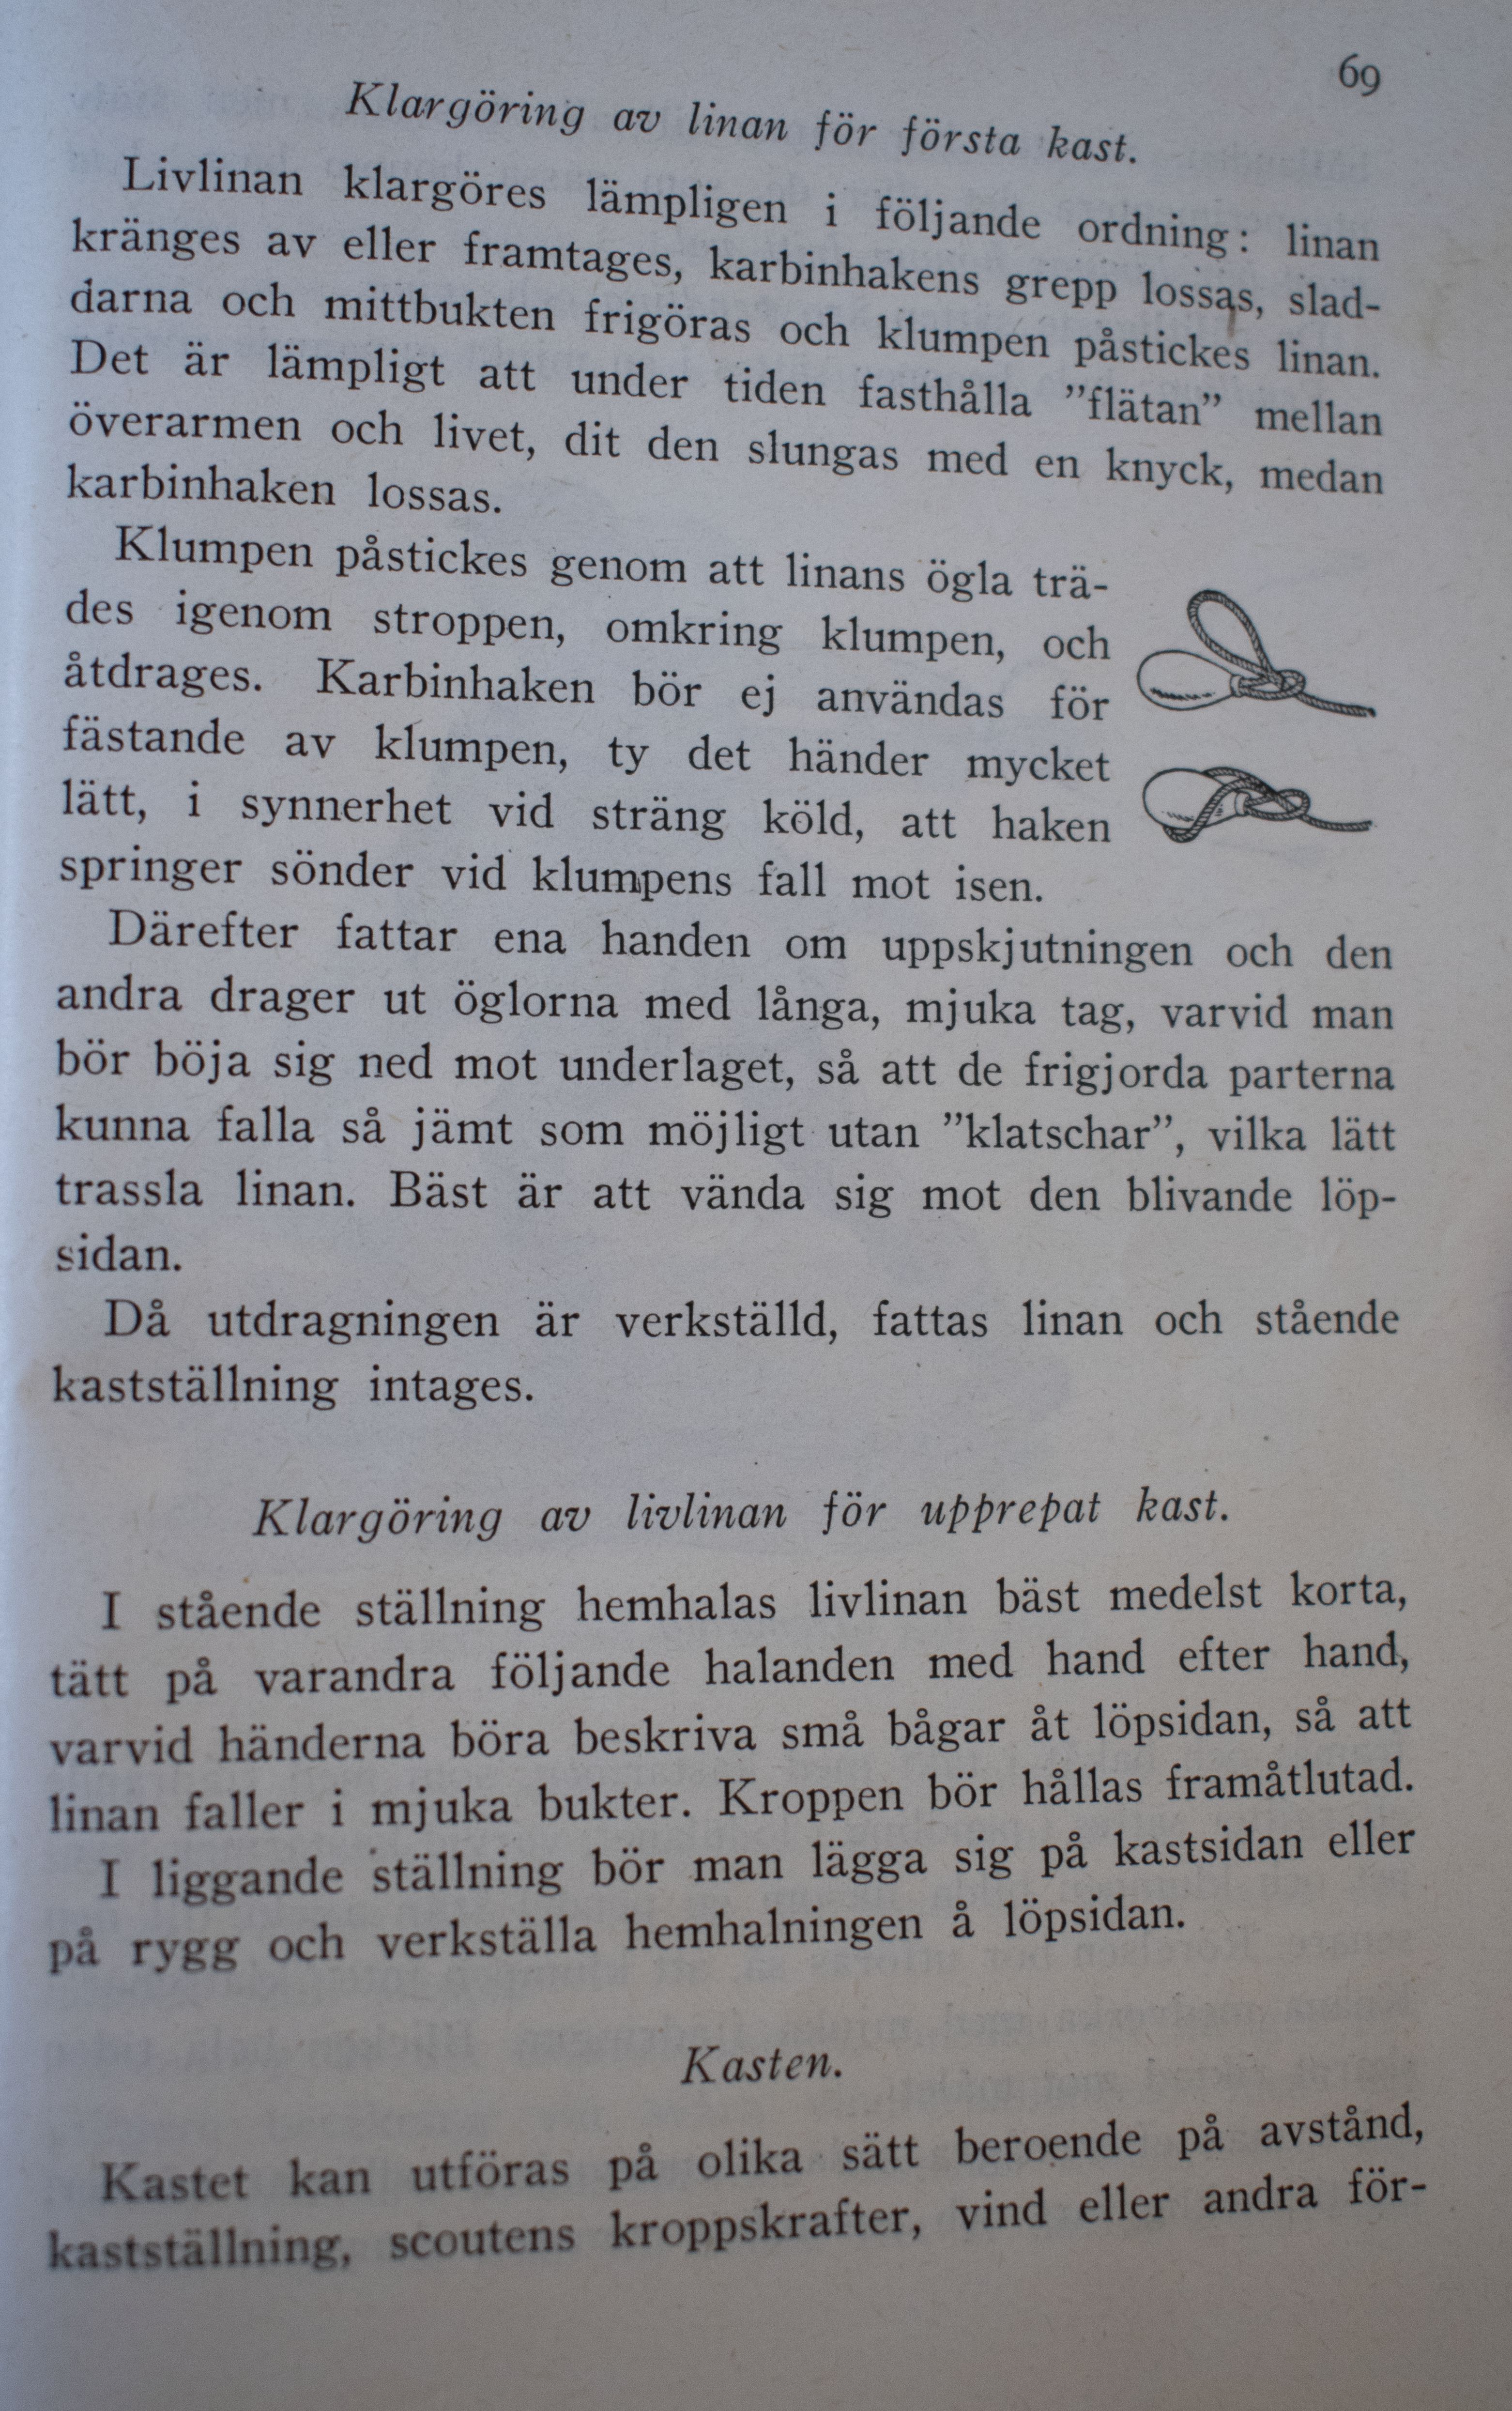 69
Klargöring av linan för första kast.
Livlinan klargöres lämpligen i följande ordning: linan
kränges av eller framtages, karbinhakens grepp lossas, slad-
darna och mittbukten frigöras och klumpen påstickes linan.
Det är lämpligt att under tiden fasthålla ”flätan” mellan
överarmen och livet, dit den slungas med en knyck, medan
karbinhaken lossas.
Klumpen påstickes genom att linans ögla trä-
des igenom stroppen, omkring klumpen, och
åtdrages. Karbinhaken bör ej användas för
fästande av klumpen, ty det händer mycket
lätt, i synnerhet vid sträng köld, att haken
springer sönder vid klumpens fall mot isen.
Därefter fattar ena handen om uppskjutningen och den
andra drager ut öglorna med långa, mjuka tag, varvid man
bör böja sig ned mot underlaget, så att de frigjorda parterna
kunna falla så jämt som möjligt utan ”klatschar”, vilka lätt
trassla linan. Bäst är att vända sig mot den blivande löp-
sidan.
Då utdragningen är verkställd, fattas linan och stående
kastställning intages.
Klargöring av livlinan för upprepat kast.
I stående ställning hemhalas livlinan bäst medelst korta,
tätt på varandra följande halanden med hand efter hand,
varvid händerna böra beskriva små bågar åt löpsidan, så att
linan faller i mjuka bukter. Kroppen bör hållas framåtlutad.
I liggande ställning bör man lägga sig på kastsidan eller
på rygg och verkställa hemhalningen å löpsidan.
Kasten.
Kastet kan utföras på olika sätt beroende på avstånd,
kastställning, scoutens kroppskrafter, vind eller andra för-